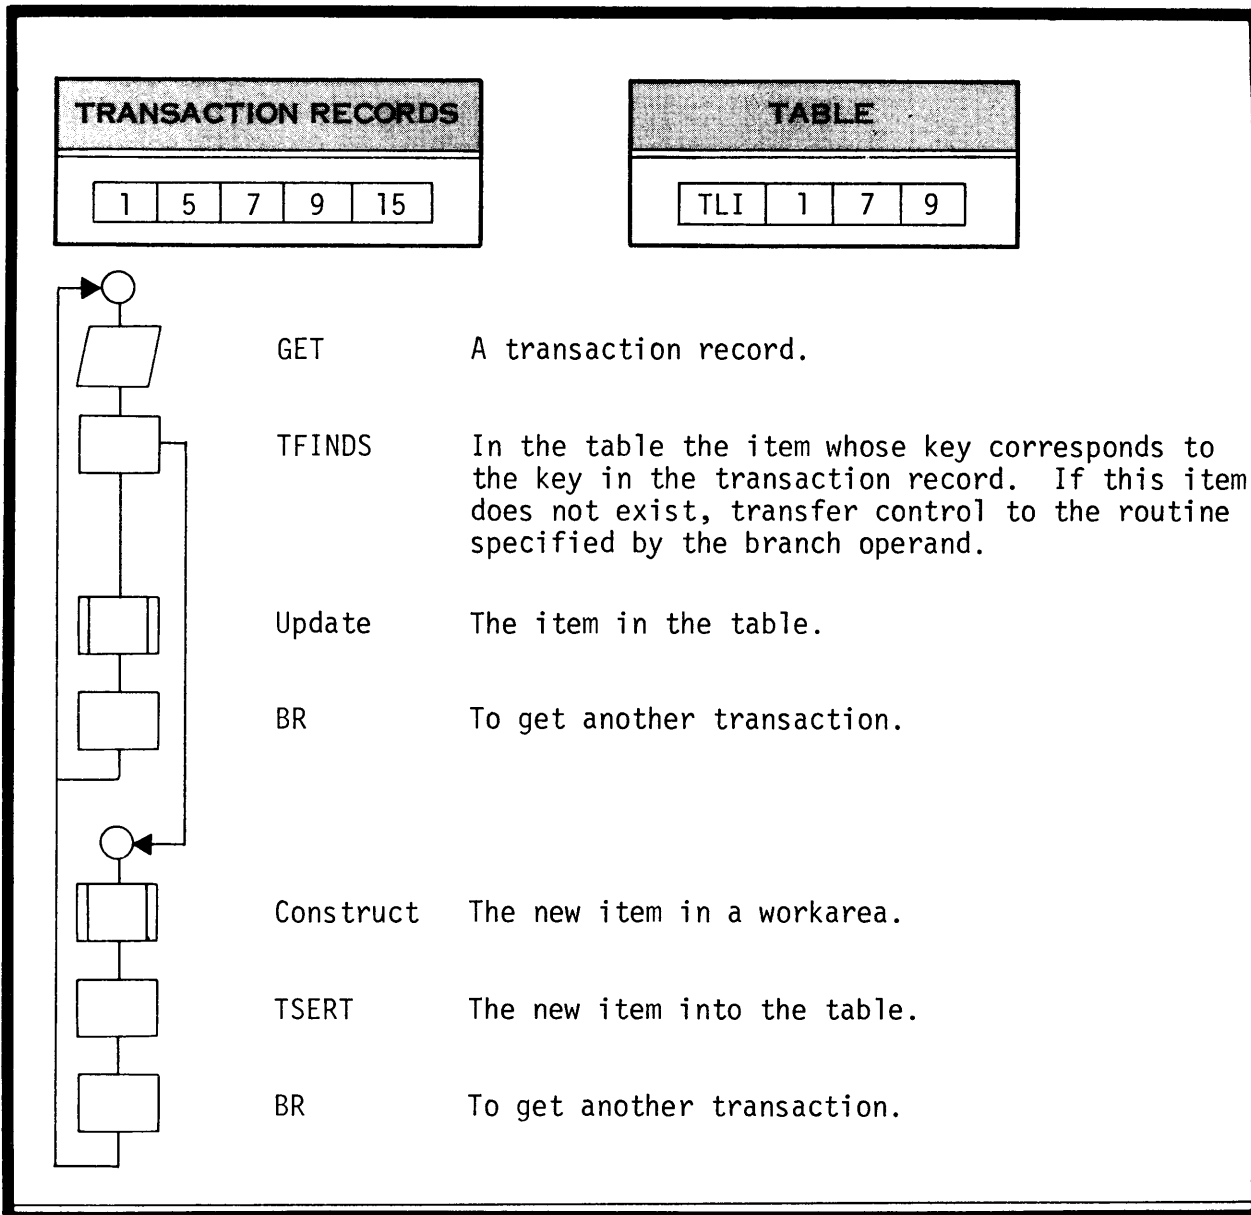 TRANSACTION RECORDS
1 5 7 9 15
TABLE
TLI 1 7 9
GET A transaction record.
TFINDS In the table the item whose key corresponds to
the key in the transaction record. If this item
does not exist, transfer control to the routine
specified by the branch operand.
Update The item in the table.
BR To get another transaction.
Construct The new item in a workarea.
TSERT The new item into the table.
BR To get another transaction.